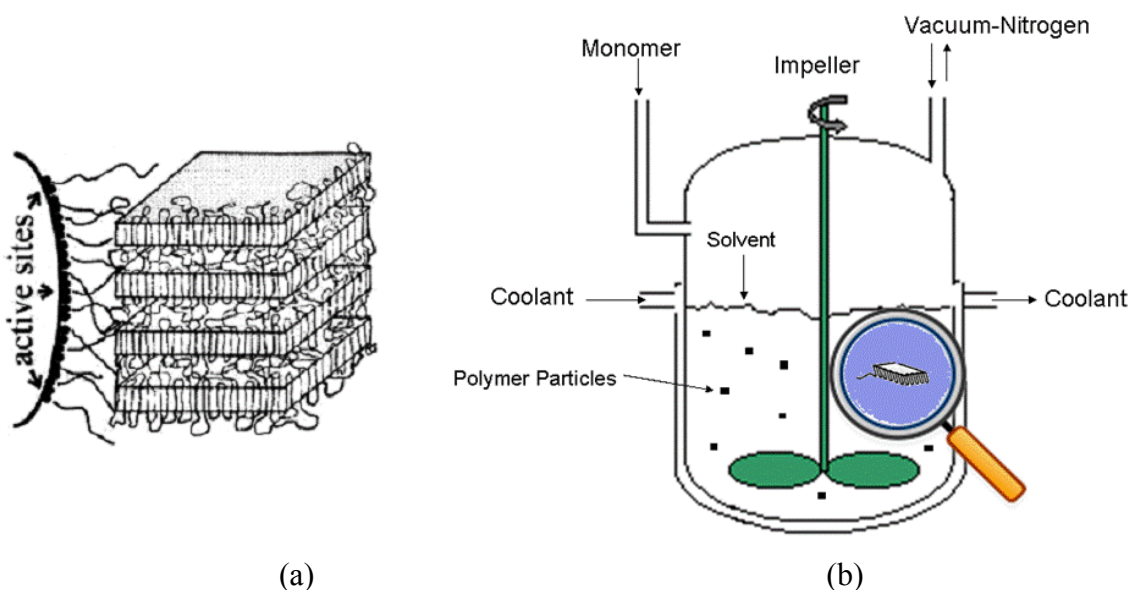 Vacuum-Nitrogen
Monomer
Impeller
active sites
Solvent
Coolant
Coolant
Polymer Particles
(a)
(b)